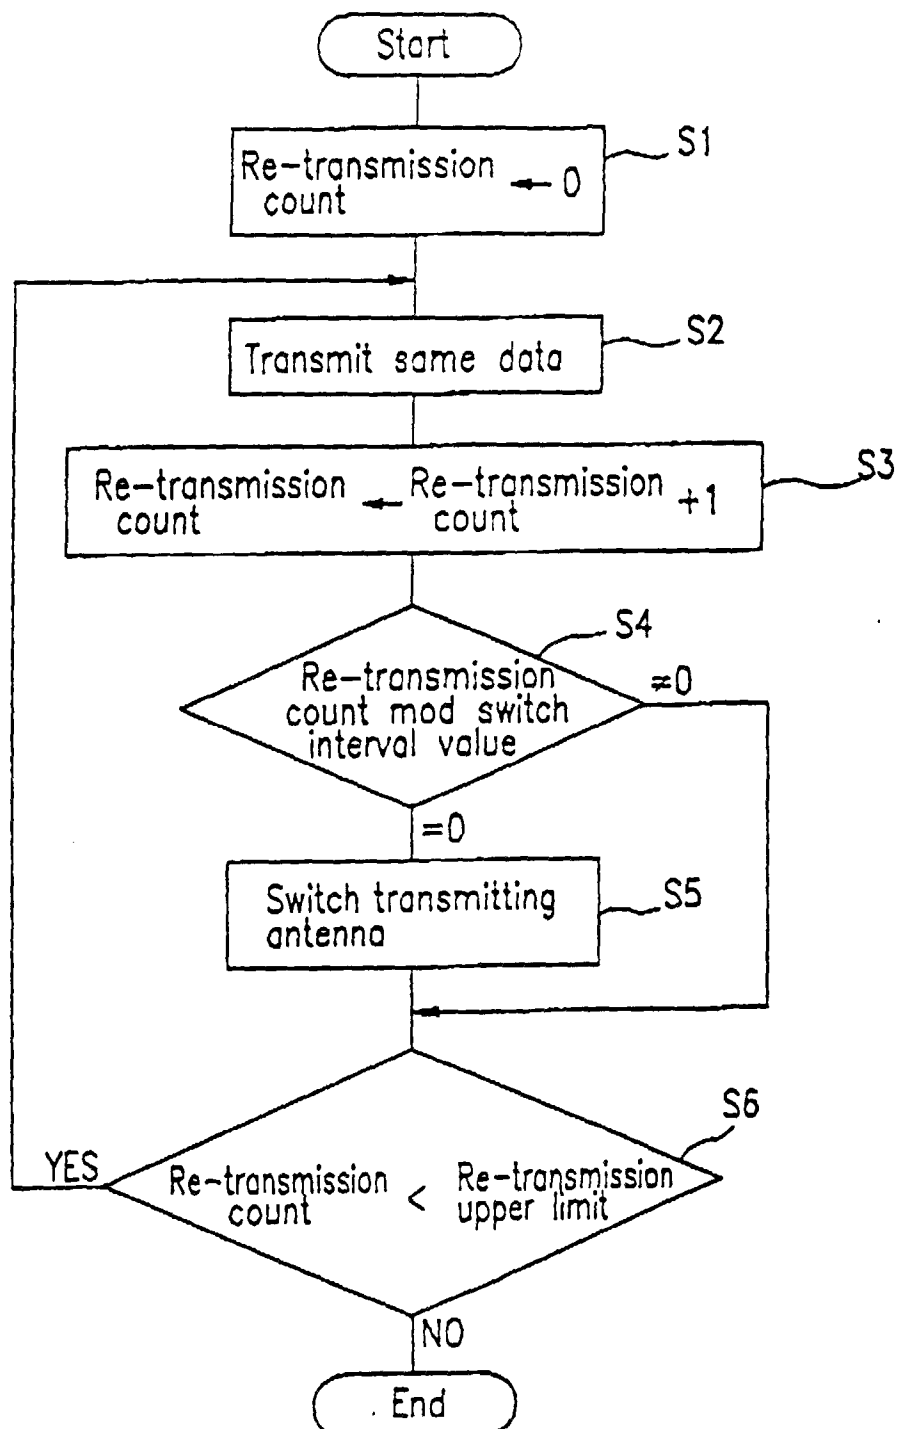 Start
S1
Re-transmission
count ← 0
S2
Transmit same data
S3
Re-transmission ← Re-transmission +1
count count
S4
Re-transmission
count mod switch
interval value
≠0
=0
Switch transmitting
antenna
S5
S6
YES
Re-transmission < Re-transmission
count upper limit
NO
End